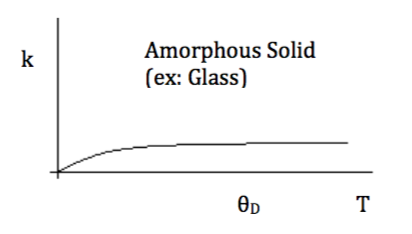 Amorphous Solid
(ex: Glass)
k
θD
T